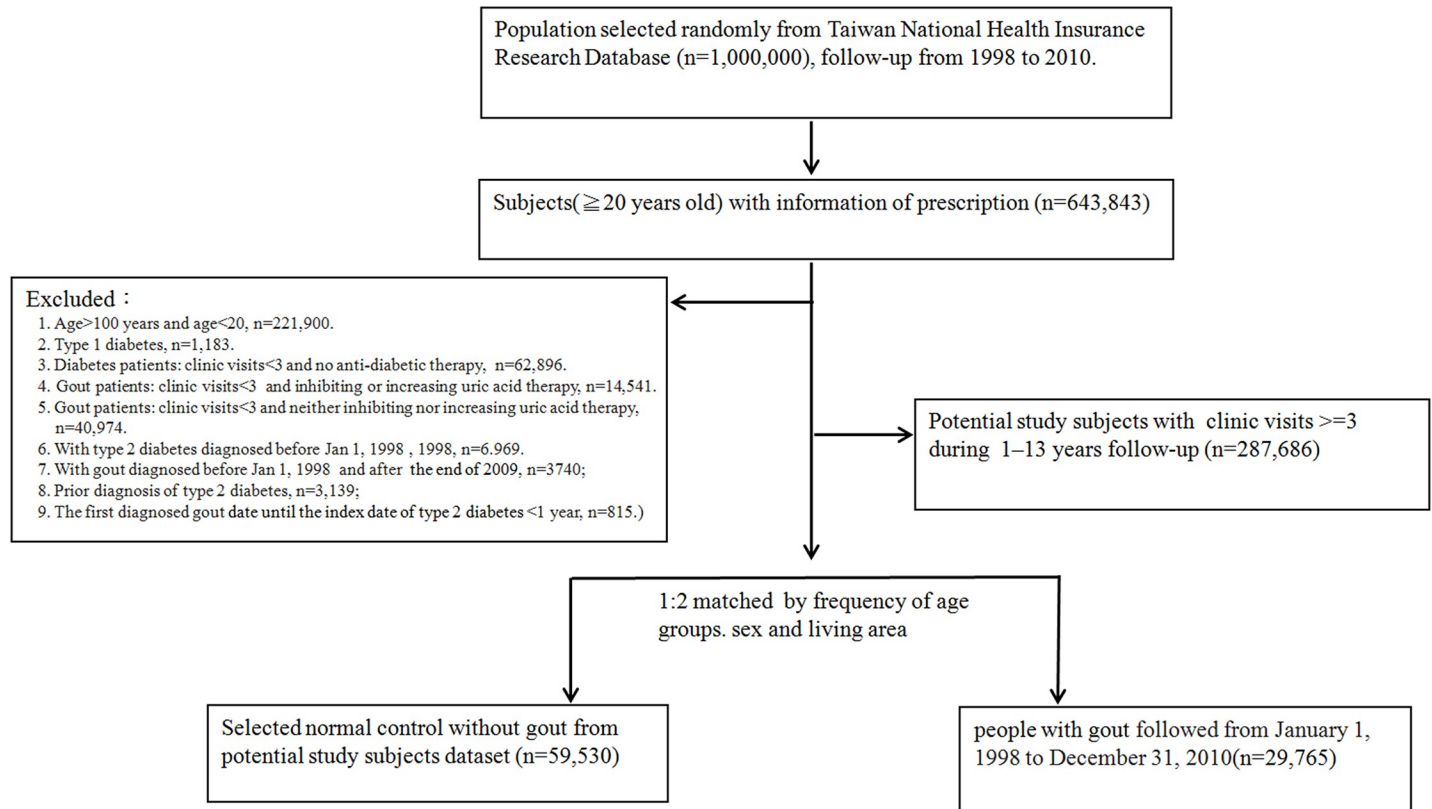 Population selected randomly from Taiwan National Health Insurance
Research Database (n=1,000,000), follow-up from 1998 to 2010.
Subjects(≧20 years old) with information of prescription (n=643,843)
Excluded：
1. Age>100 years and age<20, n=221,900.
2. Type 1 diabetes, n=1,183.
3. Diabetes patients: clinic visits<3 and no anti-diabetic therapy, n=62,896.
4. Gout patients: clinic visits<3 and inhibiting or increasing uric acid therapy, n=14,541.
5. Gout patients: clinic visits<3 and neither inhibiting nor increasing uric acid therapy,
n=40,974.
6. With type 2 diabetes diagnosed before Jan 1, 1998 , 1998, n=6.969.
7. With gout diagnosed before Jan 1, 1998 and after the end of 2009, n=3740;
8. Prior diagnosis of type 2 diabetes, n=3,139;
9. The first diagnosed gout date until the index date of type 2 diabetes <1 year, n=815.)
Potential study subjects with clinic visits >=3
during 1–13 years follow-up (n=287,686)
1:2 matched by frequency of age
groups. sex and living area
Selected normal control without gout from
potential study subjects dataset (n=59,530)
people with gout followed from January 1,
1998 to December 31, 2010(n=29,765)